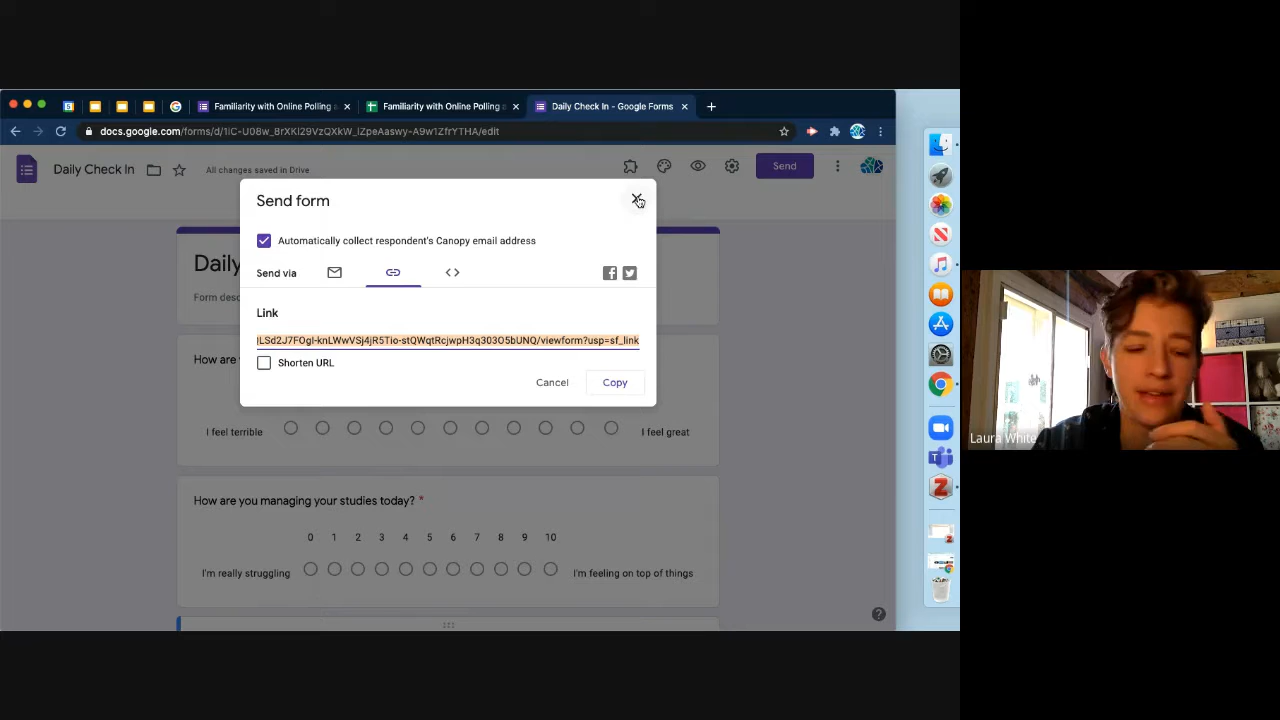 Familiarity with Online Polling
Familiarity with Online Polling
Daily Check In - Google Forms
docs.google.com/forms/d/1iC-U08w_8rXKl29VzQXkW_iZpeAaswy-A9w1ZfrYTHA/edit
Daily Check In
All changes saved in Drive
Send
Send form
Automatically collect respondent's Canopy email address
Send via
Link
LSd2J7FOgI-knLWwVSj4jR5Tio-stQWqtRcjwpH3q303O5bUNQ/viewform?usp=sf_link
Shorten URL
Cancel
Copy
Daily
Form desc
How are
I feel terrible
I feel great
How are you managing your studies today? *
0 1 2 3 4 5 6 7 8 9 10
I'm really struggling
I'm feeling on top of things
Laura White